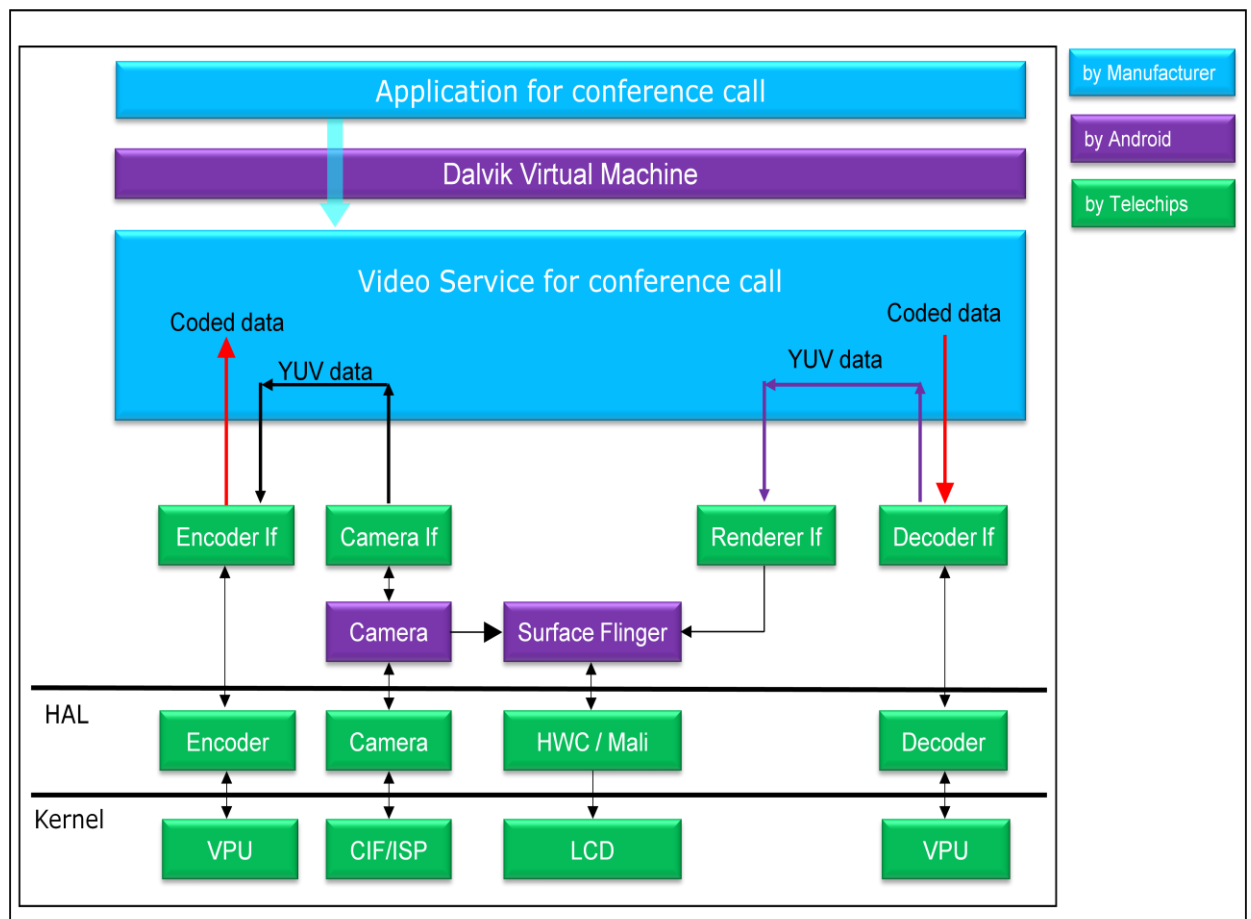 Application for conference call
by Manufacturer
by Android
Dalvik Virtual Machine
by Telechips
Video Service for conference call
Coded data
Coded data
YUV data
YUV data
Encoder If
Camera If
Renderer If
Decoder If
Camera
Surface Flinger
HAL
Encoder
Camera
HWC / Mali
Decoder
Kernel
VPU
CIF/ISP
LCD
VPU